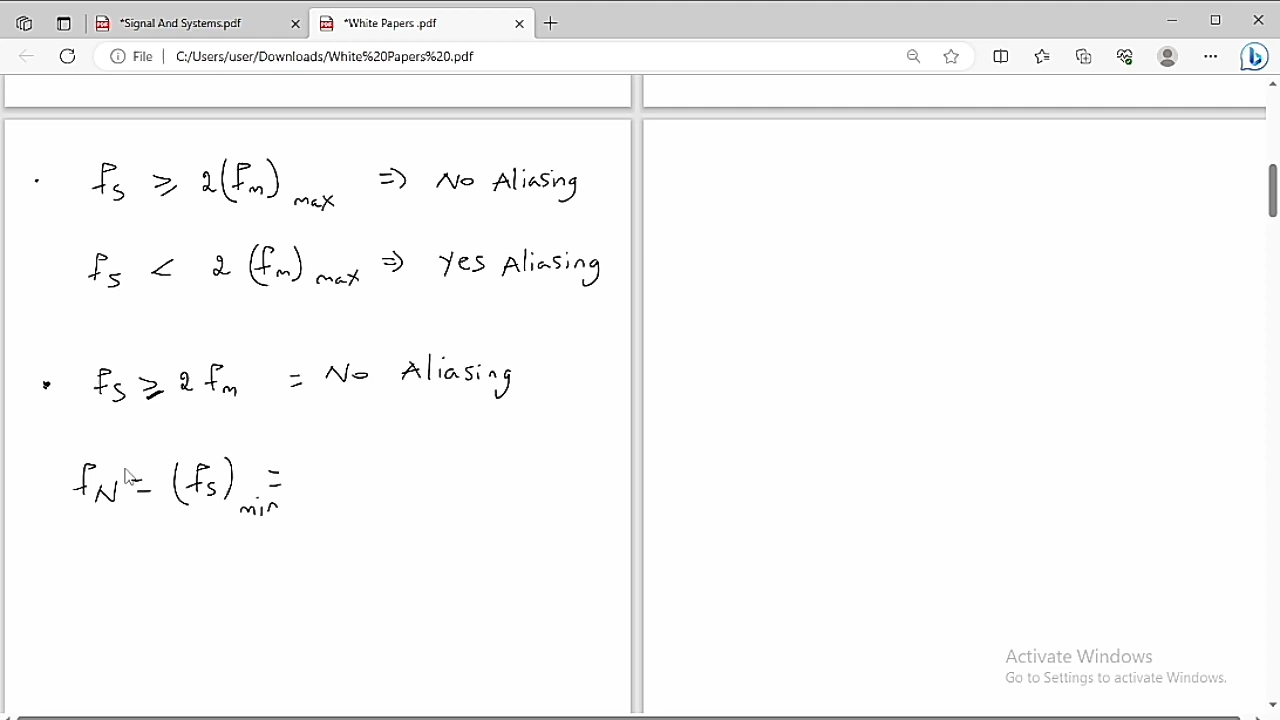 *Signal And Systems.pdf
*White Papers .pdf
File
C:/Users/user/Downloads/White%20Papers%20.pdf
. fs ≥ 2(fm)max ⇒ No Aliasing
fs < 2 (fm)max ⇒ Yes Aliasing
• fs ≥ 2 fm = No Aliasing
fN = (fs)min =
Activate Windows
Go to Settings to activate Windows.